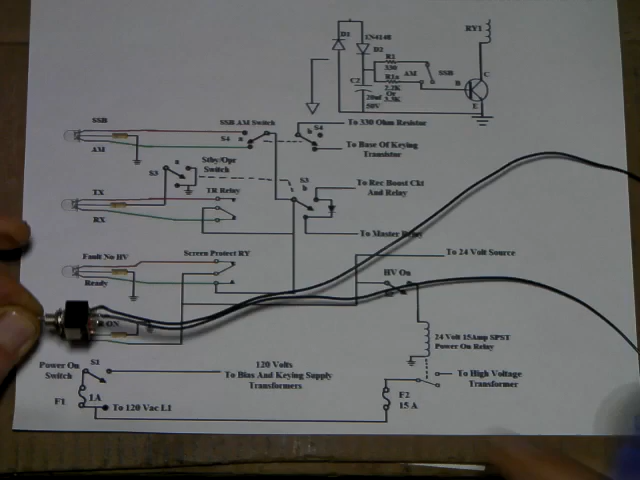 RY1
D1
1N4148
D2
R1
330
AM
SSB
R1a
2.2K
Or
3.3K
C2
20uf
50V
B
C
E
SSB
AM
SSB AM Switch
S4
a
b
S4
To 330 Ohm Resistor
To Base Of Keying
Transistor
Stby/Opr
Switch
S3
a
TX
RX
TR Relay
S3
b
To Rec Boost Ckt
And Relay
To Master Relay
Fault No HV
Ready
Screen Protect RY
To 24 Volt Source
HV On
ON
24 Volt 15Amp SPST
Power On Relay
Power On
Switch
S1
120 Volts
To Bias And Keying Supply
Transformers
To High Voltage
Transformer
F1
1A
To 120 Vac L1
F2
15 A